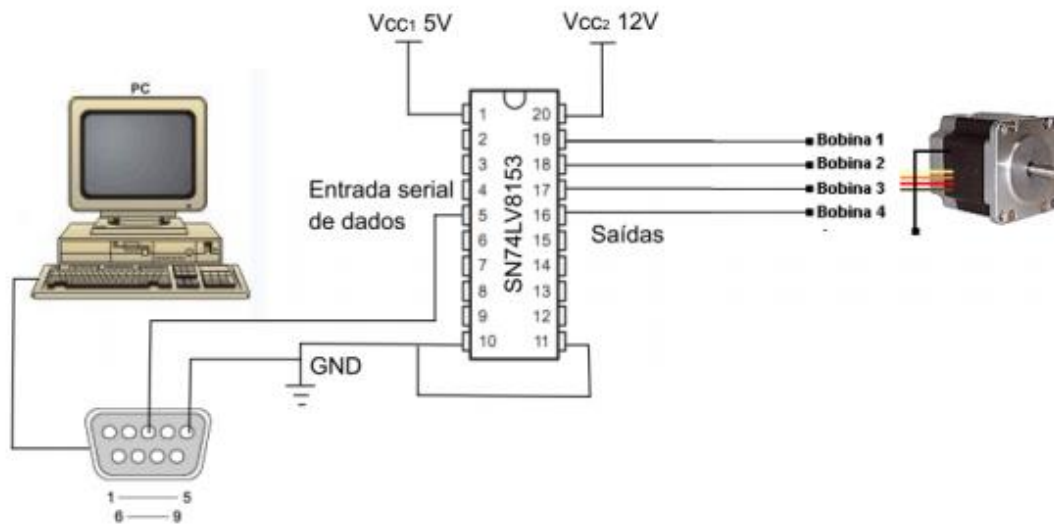 Vcc1 5V
Vcc2 12V
PC
1
20
2
19
3
18
4
17
5
16
6
15
7
14
8
13
9
12
10
11
SN74LV8153
Bobina 1
Bobina 2
Bobina 3
Bobina 4
Entrada serial
de dados
Saídas
GND
1 5
6 9